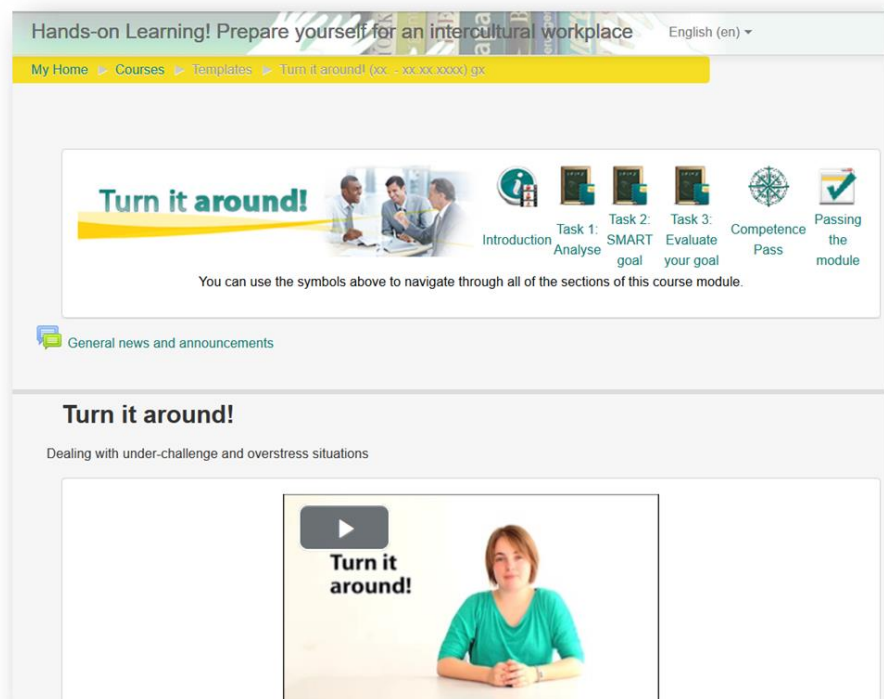 Hands-on Learning! Prepare yourself for an intercultural workplace
English (en)
My Home Courses Templates Turn it around! (xx. - xx.xx.xxxx) gx
Turn it around!
Introduction
Task 1:
Analyse
Task 2:
SMART
goal
Task 3:
Evaluate
your goal
Competence
Pass
Passing
the
module
You can use the symbols above to navigate through all of the sections of this course module.
General news and announcements
Turn it around!
Dealing with under-challenge and overstress situations
Turn it
around!